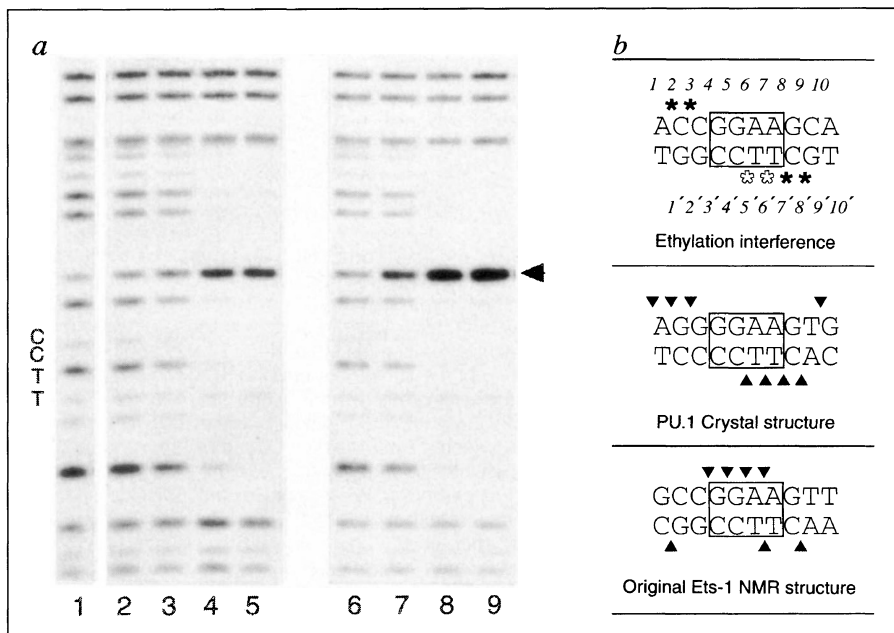 a
C
C
T
T
1 2 3 4 5 6 7 8 9
b
1 2 3 4 5 6 7 8 9 10
* *
ACCGGAAGCA
TGGCCTTCGT
* *
1´ 2´ 3´ 4´ 5´ 6´ 7´ 8´ 9´ 10´
Ethylation interference
AGGGGAAGTG
TCCCCTTCAC
PU.1 Crystal structure
GCCGGAAGTT
CGGCCTTCAA
Original Ets-1 NMR structure